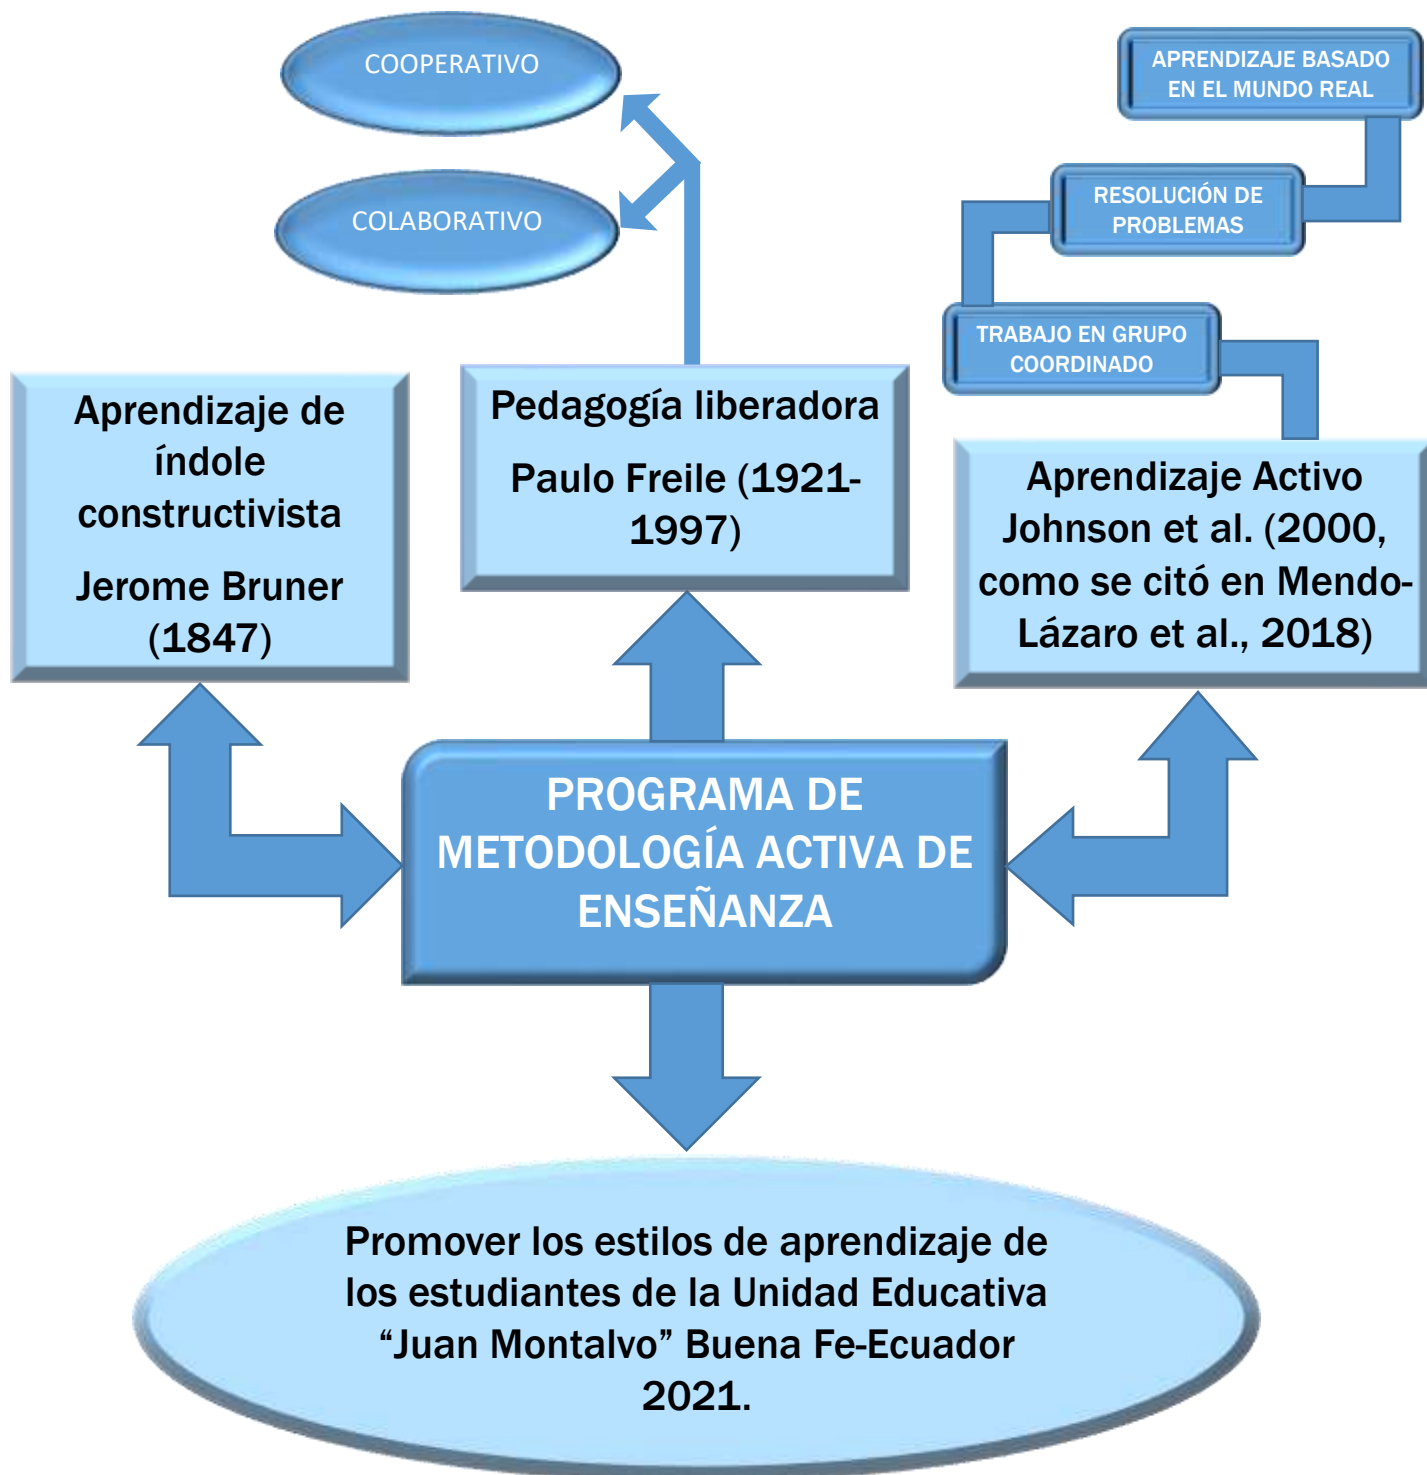 COOPERATIVO
COLABORATIVO
APRENDIZAJE BASADO
EN EL MUNDO REAL
RESOLUCIÓN DE
PROBLEMAS
TRABAJO EN GRUPO
COORDINADO
Aprendizaje de
índole
constructivista
Jerome Bruner
(1847)
Pedagogía liberadora
Paulo Freile (1921-
1997)
Aprendizaje Activo
Johnson et al. (2000,
como se citó en Mendo-
Lázaro et al., 2018)
PROGRAMA DE
METODOLOGÍA ACTIVA DE
ENSEÑANZA
Promover los estilos de aprendizaje de
los estudiantes de la Unidad Educativa
“Juan Montalvo” Buena Fe-Ecuador
2021.